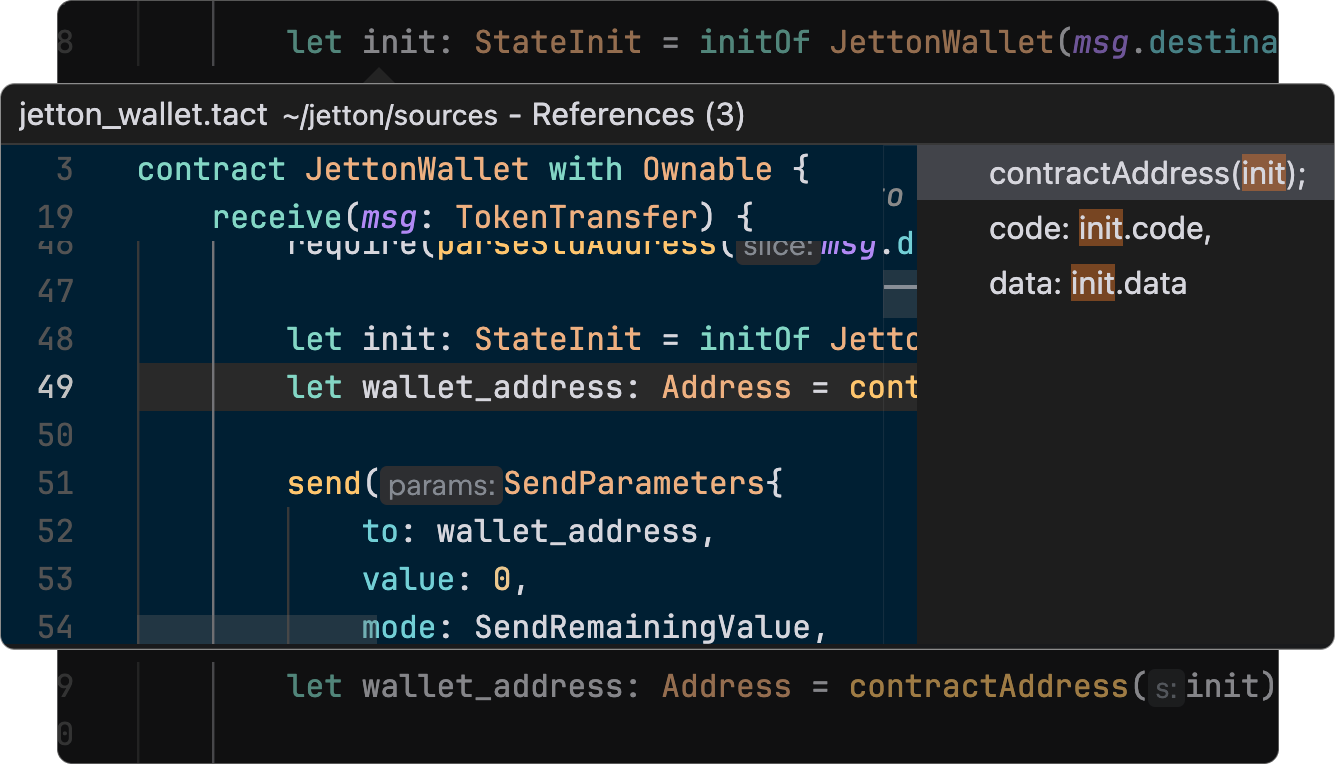 8 let init: StateInit = initOf JettonWallet(msg.destina
jetton_wallet.tact ~/jetton/sources - References (3)
3 contract JettonWallet with Ownable {
19 receive(msg: TokenTransfer) {
46 require(parseStdAddress(slice: msg.d
47
48 let init: StateInit = initOf Jetto
49 let wallet_address: Address = cont
50
51 send(params: SendParameters{
52 to: wallet_address,
53 value: 0,
54 mode: SendRemainingValue,
contractAddress(init);
code: init.code,
data: init.data
9 let wallet_address: Address = contractAddress(s: init)
0